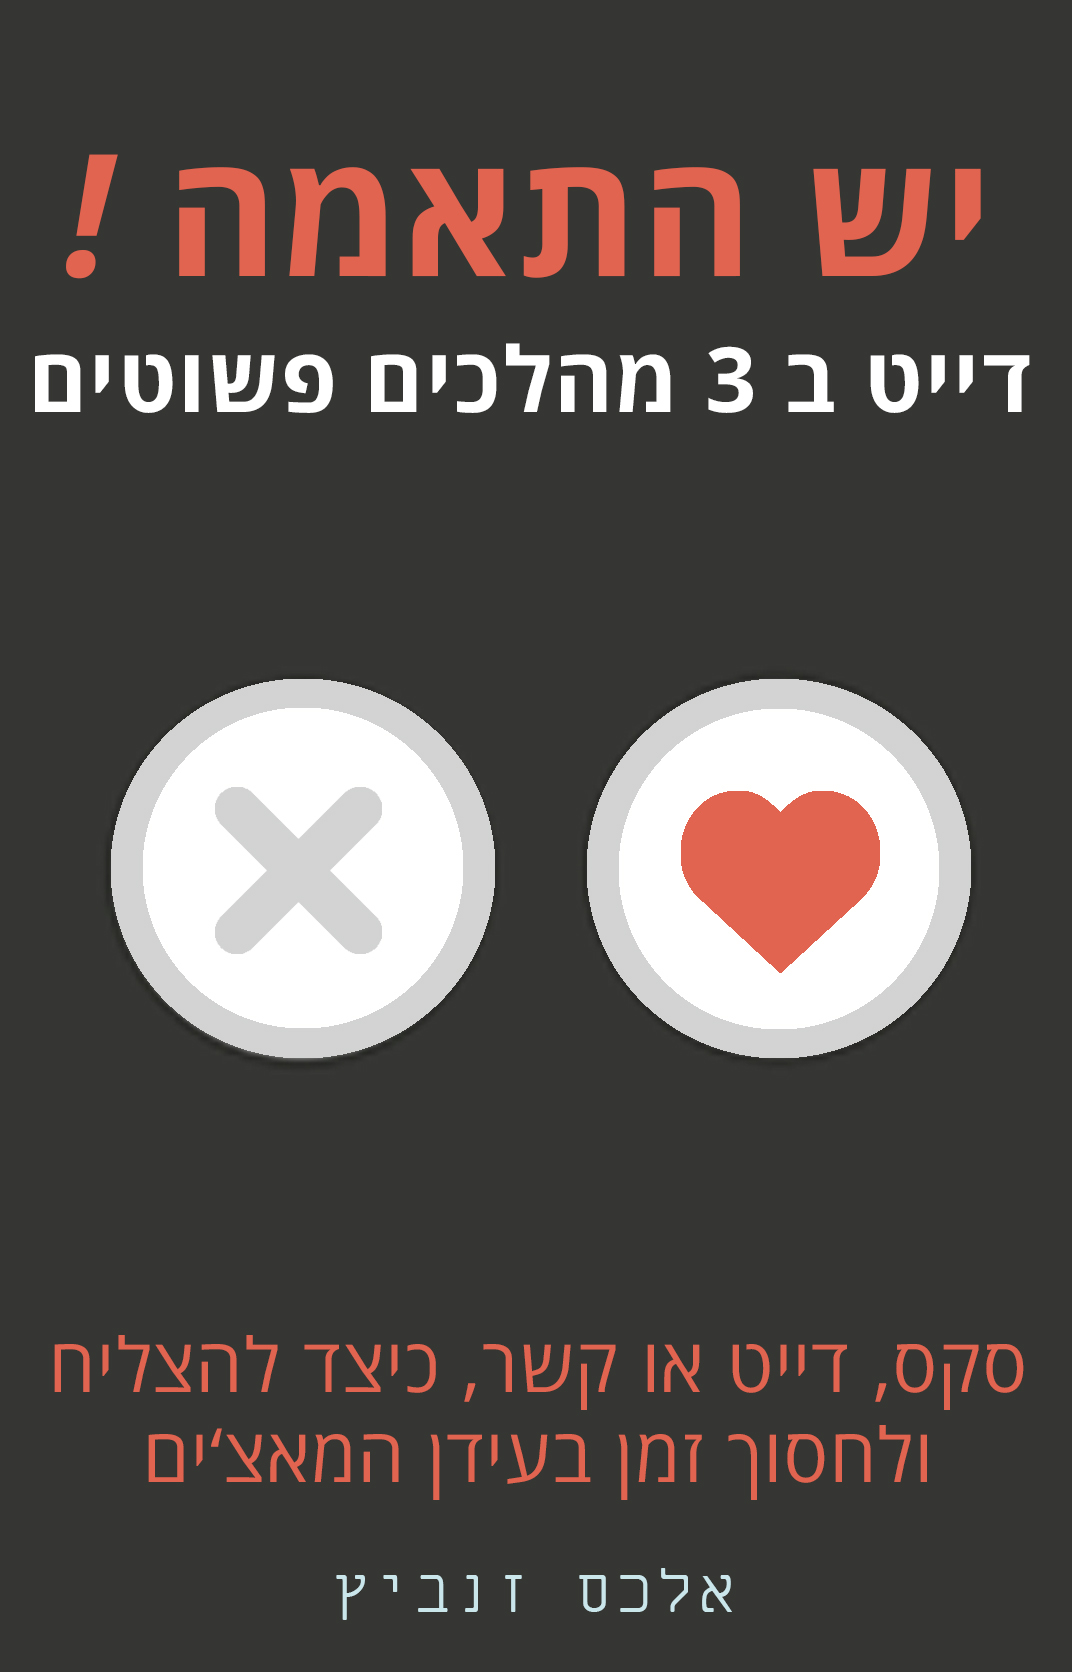 יש התאמה !
דייט ב 3 מהלכים פשוטים
סקס, דייט או קשר, כיצד להצליח
ולחסוך זמן בעידן המאצ׳ים
אלכס זנביץ